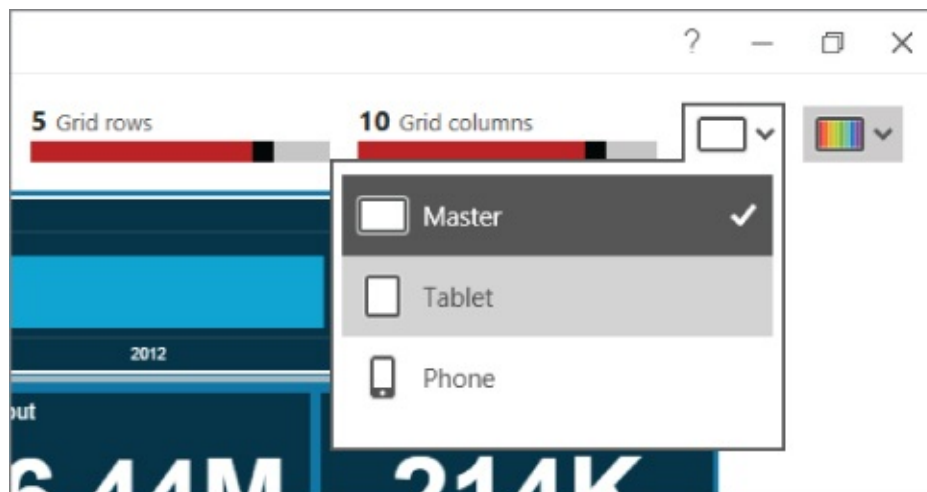 ?
5 Grid rows
10 Grid columns
Master
Tablet
2012
Phone
out
6.44M
214K